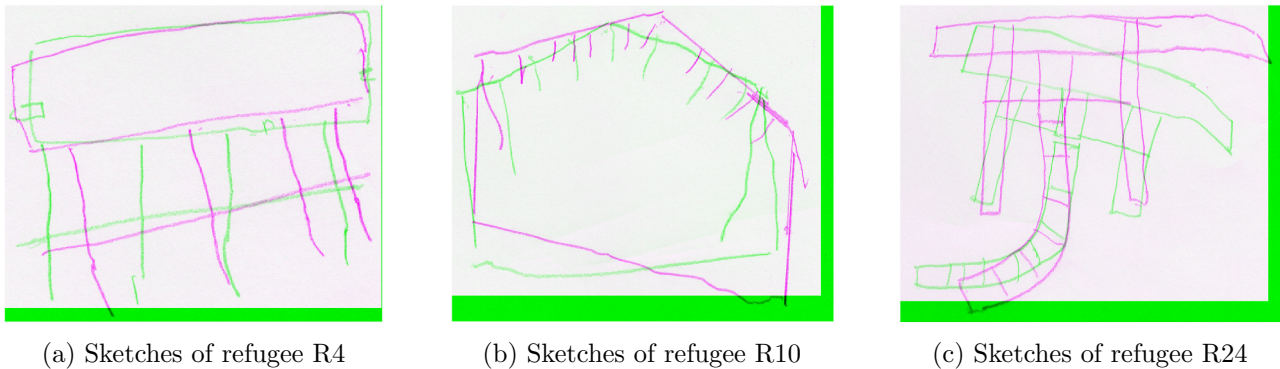 (a) Sketches of refugee R4
(b) Sketches of refugee R10
(c) Sketches of refugee R24